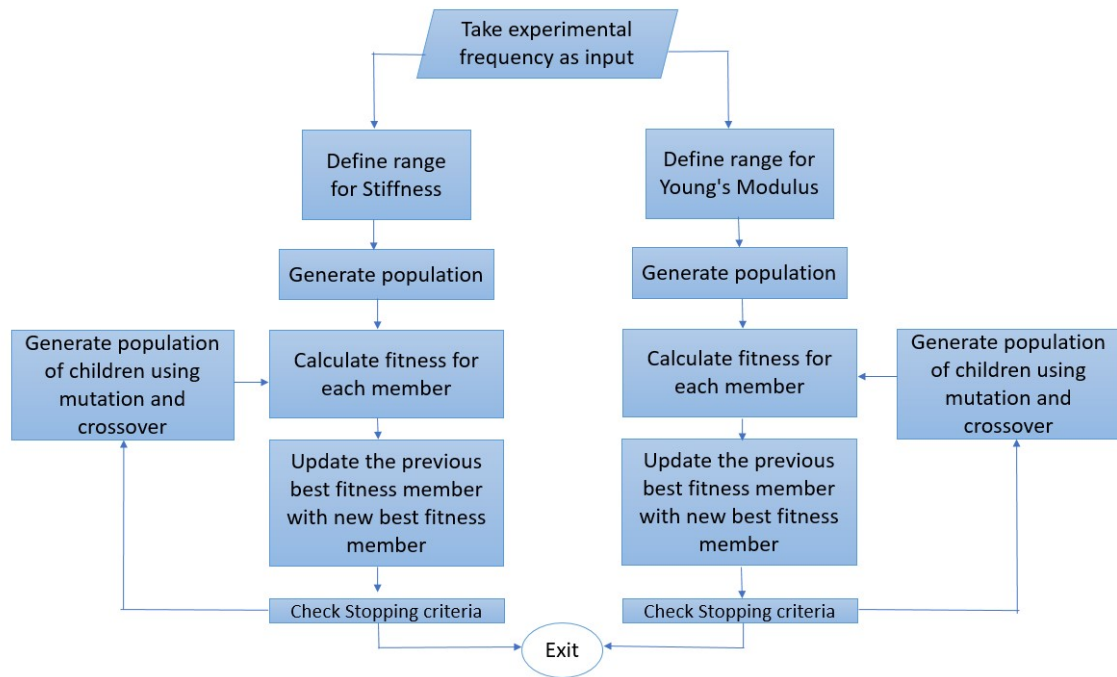 Take experimental
frequency as input
Define range
for Stiffness
Generate population
Calculate fitness for
each member
Generate population
of children using
mutation and
crossover
Update the previous
best fitness member
with new best fitness
member
Check Stopping criteria
Define range for
Young's Modulus
Generate population
Calculate fitness for
each member
Generate population
of children using
mutation and
crossover
Update the previous
best fitness member
with new best fitness
member
Check Stopping criteria
Exit